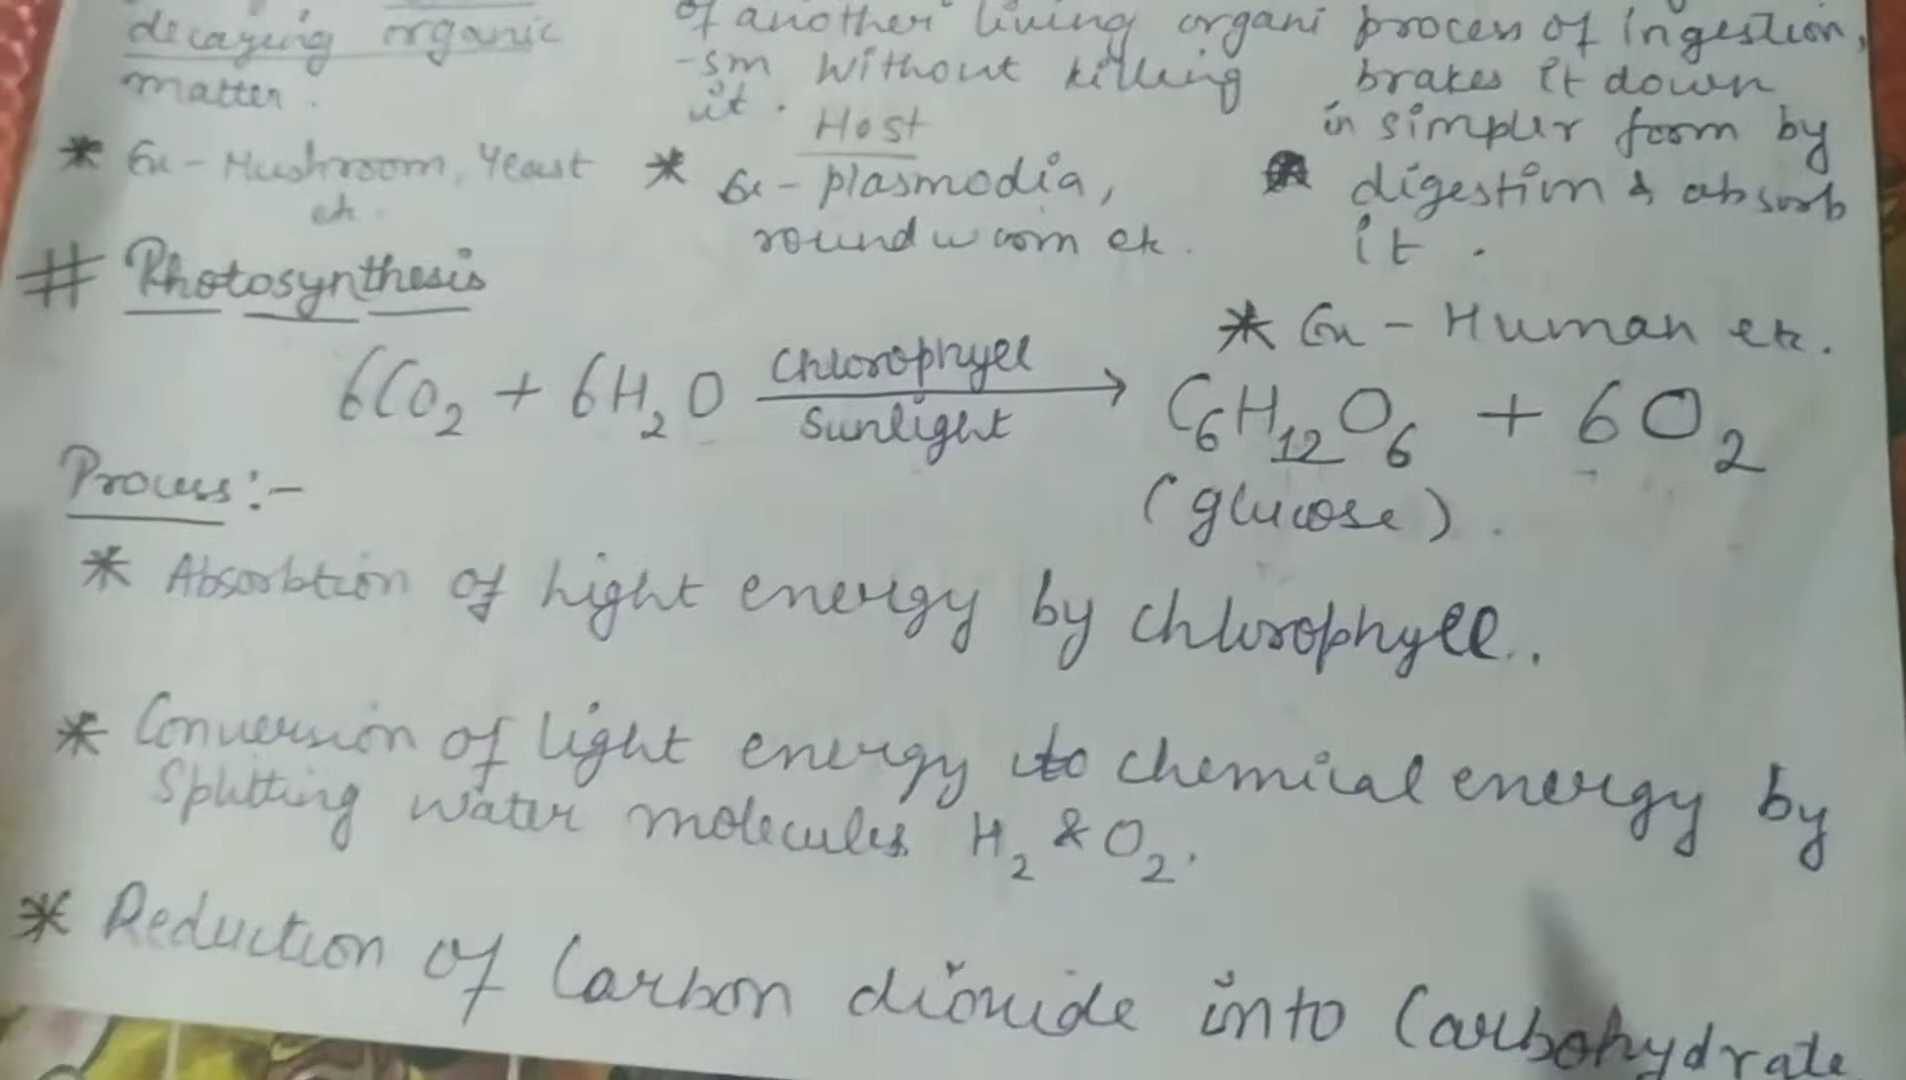 decaying organic
matter.
* Ex - Mushroom, Yeast
etc.
of another living organi
-sm without killing
it.
Host
* Ex - plasmodia,
roundworm etc.
process of ingestion,
brakes it down
in simpler form by
digestion & absorb
it.
* Ex - Human etc.
# Photosynthesis
6CO2 + 6H2O Chlorophyll Sunlight → C6H12O6 + 6O2
(glucose).
Process:-
* Absorbtion of light energy by chlorophyll..
* Conversion of light energy to chemical energy by
Splitting water molecules H2 & O2.
* Reduction of Carbon dioxide into Carbohydrate